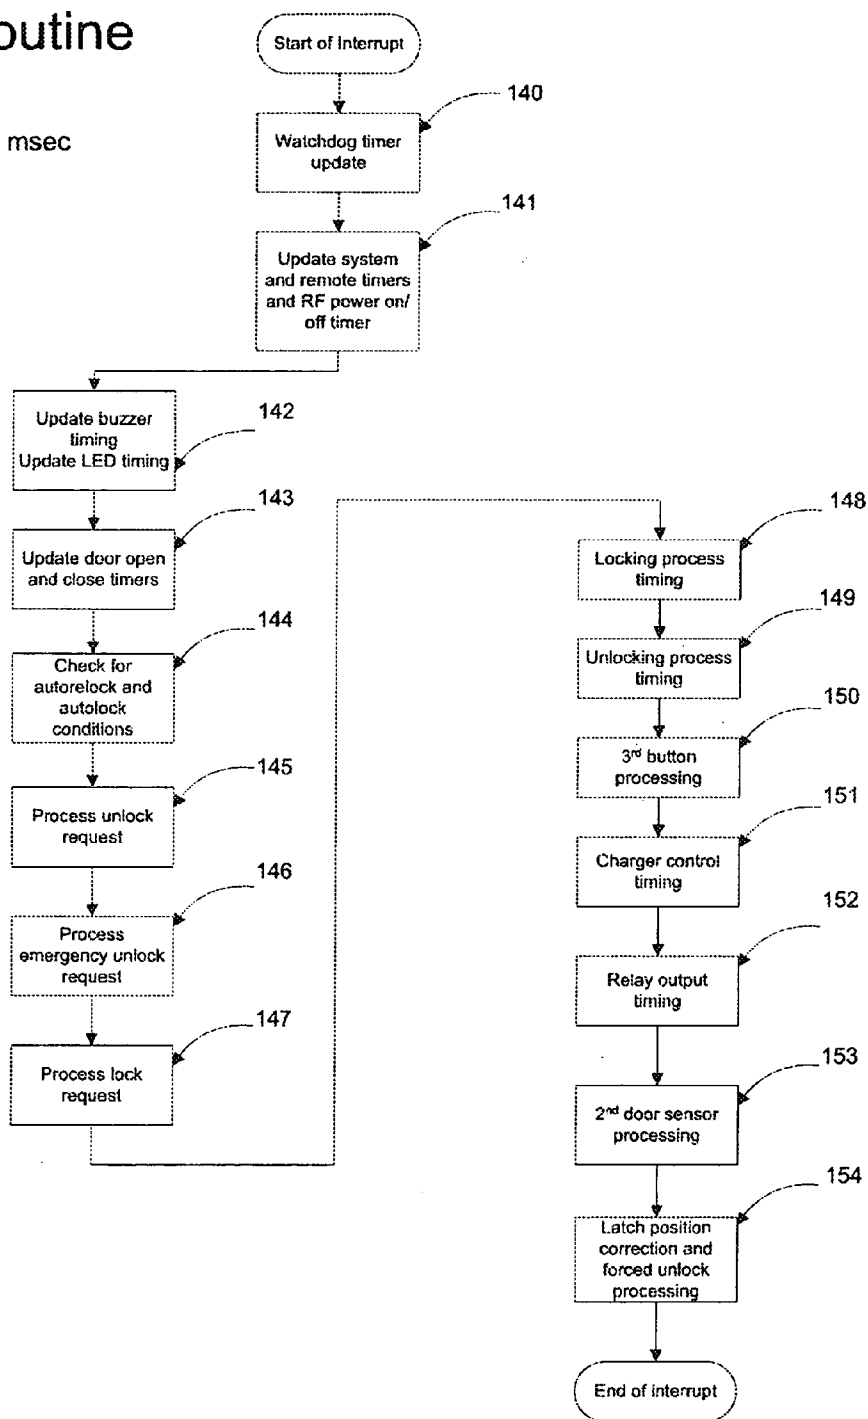 outine
msec
Start of Interrupt
140
Watchdog timer
update
141
Update system
and remote timers
and RF power on/
off timer
142
Update buzzer
timing
Update LED timing
143
Update door open
and close timers
144
Check for
autorelock and
autolock
conditions
145
Process unlock
request
146
Process
emergency unlock
request
147
Process lock
request
148
Locking process
timing
149
Unlocking process
timing
150
3rd button
processing
151
Charger control
timing
152
Relay output
timing
153
2nd door sensor
processing
154
Latch position
correction and
forced unlock
processing
End of interrupt